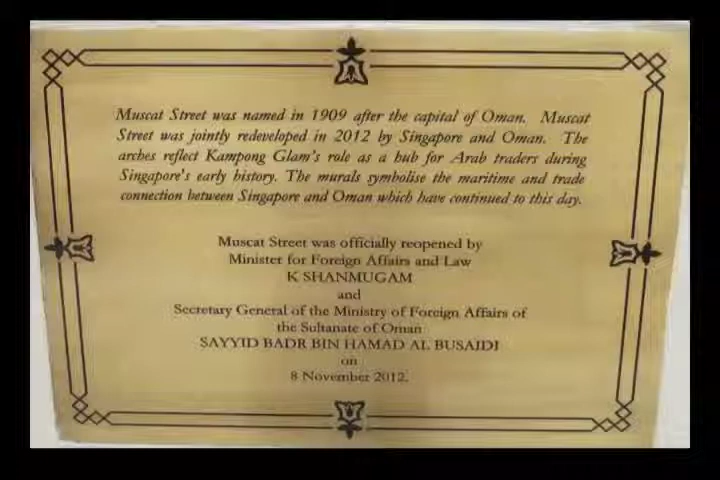 Muscat Street was named in 1909 after the capital of Oman. Muscat
Street was jointly redeveloped in 2012 by Singapore and Oman. The
arches reflect Kampong Glam's role as a hub for Arab traders during
Singapore's early history. The murals symbolise the maritime and trade
connection between Singapore and Oman which have continued to this day.
Muscat Street was officially reopened by
Minister for Foreign Affairs and Law
K SHANMUGAM
and
Secretary General of the Ministry of Foreign Affairs of
the Sultanate of Oman
SAYYID BADR BIN HAMAD AL BUSAIDI
on
8 November 2012.